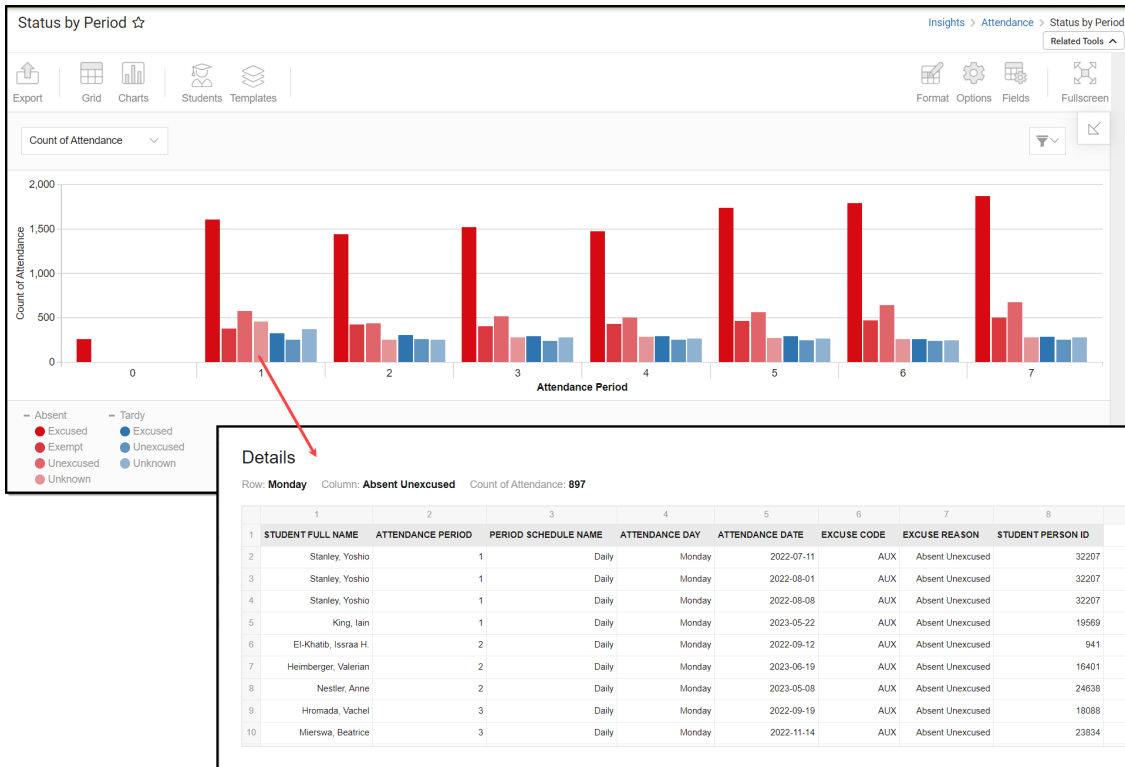 Status by Period
Insights > Attendance > Status by Period
Related Tools
Export Grid Charts Students Templates Format Options Fields Fullscreen
Count of Attendance
2,000
1,500
1,000
500
0
Count of Attendance
0 1 2 3 4 5 6 7
Attendance Period
Absent Tardy
Excused Excused
Exempt Unexcused
Unexcused Unknown
Unknown
Details
Row: Monday Column: Absent Unexcused Count of Attendance: 897
1 2 3 4 5 6 7 8
1 STUDENT FULL NAME ATTENDANCE PERIOD PERIOD SCHEDULE NAME ATTENDANCE DAY ATTENDANCE DATE EXCUSE CODE EXCUSE REASON STUDENT PERSON ID
2 Stanley, Yoshio 1 Daily Monday 2022-07-11 AUX Absent Unexcused 32207
3 Stanley, Yoshio 1 Daily Monday 2022-08-01 AUX Absent Unexcused 32207
4 Stanley, Yoshio 1 Daily Monday 2022-08-08 AUX Absent Unexcused 32207
5 King, Iain 1 Daily Monday 2023-05-22 AUX Absent Unexcused 19569
6 El-Khatib, Issraa H. 2 Daily Monday 2022-09-12 AUX Absent Unexcused 941
7 Heimberger, Valerian 2 Daily Monday 2023-06-19 AUX Absent Unexcused 16401
8 Nestler, Anne 2 Daily Monday 2023-05-08 AUX Absent Unexcused 24638
9 Hromada, Vachel 3 Daily Monday 2022-09-19 AUX Absent Unexcused 18088
10 Mierswa, Beatrice 3 Daily Monday 2022-11-14 AUX Absent Unexcused 23834